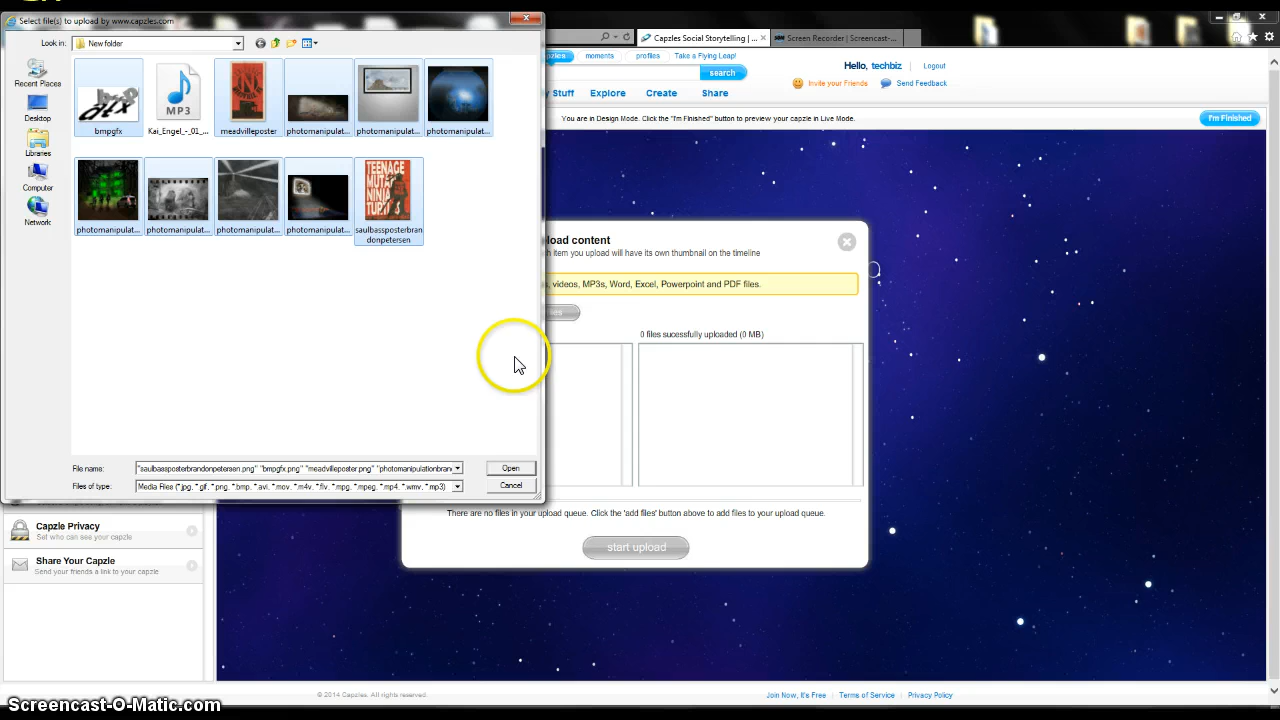 Select file(s) to upload by www.capzles.com
Look in: New folder
Recent Places
Desktop
Libraries
Computer
Network
bmpgfx
Kai_Engel_-_01_...
meadvilleposter
photomanipulat...
photomanipulat...
photomanipulat...
photomanipulat...
photomanipulat...
photomanipulat...
photomanipulat...
saulbassposterbran
donpetersen
MP3
TEENAGE
MUTA
NINJA
File name: "saulbassposterbrandonpetersen.png" "bmpgfx.png" "meadvilleposter.png" "photomanipulationbran
Open
Files of type: Media Files (*.jpg, *.gif, *.png, *.bmp, *.avi, *.mov, *.m4v, *.flv, *.mpg, *.mpeg, *.mp4, *.wmv, *.mp3)
Cancel
Capzles Social Storytelling | ...
Screen Recorder | Screencast-...
moments
profiles
Take a Flying Leap!
search
Hello, techbiz
Logout
Invite your Friends
Send Feedback
y Stuff
Explore
Create
Share
You are in Design Mode. Click the "I'm Finished" button to preview your capzle in Live Mode.
I'm Finished
load content
h item you upload will have its own thumbnail on the timeline
, videos, MP3s, Word, Excel, Powerpoint and PDF files.
0 files sucessfully uploaded (0 MB)
There are no files in your upload queue. Click the 'add files' button above to add files to your upload queue.
start upload
Capzle Privacy
Set who can see your capzle
Share Your Capzle
Send your friends a link to your capzle
© 2014 Capzles. All rights reserved.
Join Now, It's Free
Terms of Service
Privacy Policy
Screencast-O-Matic.com